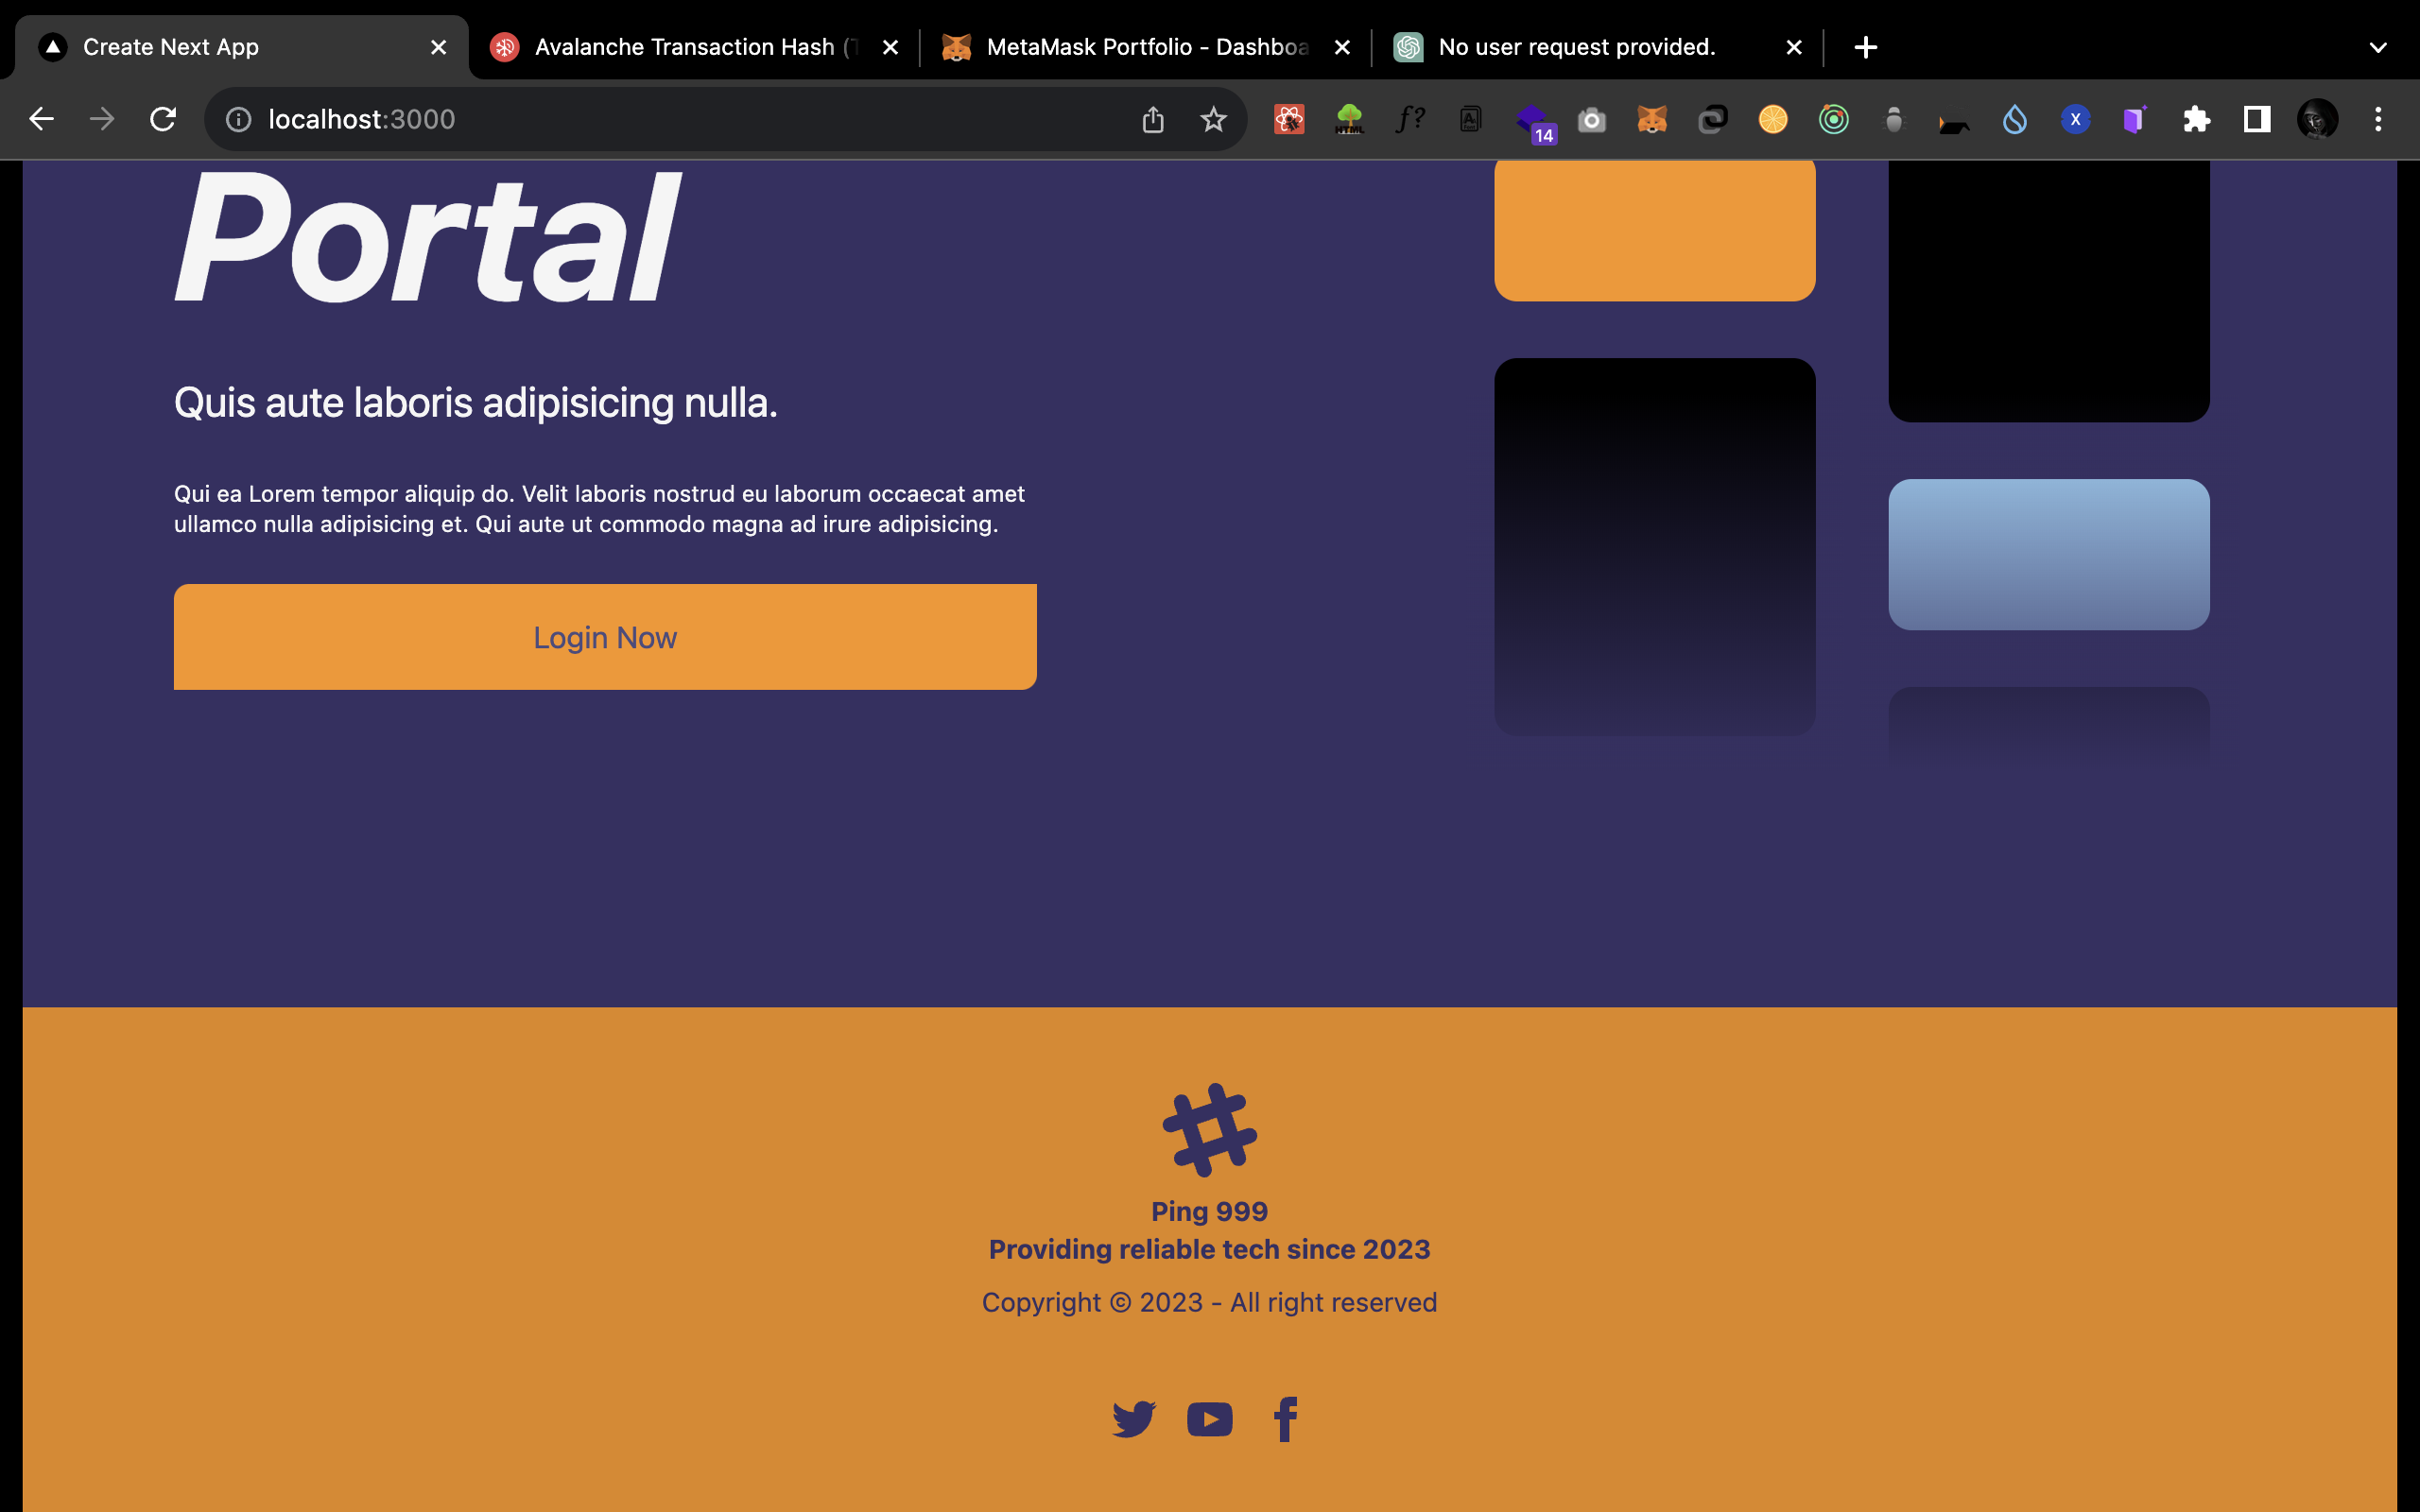 Create Next App
Avalanche Transaction Hash (
MetaMask Portfolio - Dashboa
No user request provided.
localhost:3000
HTML
f?
14
X
Portal
Quis aute laboris adipisicing nulla.
Qui ea Lorem tempor aliquip do. Velit laboris nostrud eu laborum occaecat amet
ullamco nulla adipisicing et. Qui aute ut commodo magna ad irure adipisicing.
Login Now
Ping 999
Providing reliable tech since 2023
Copyright © 2023 - All right reserved